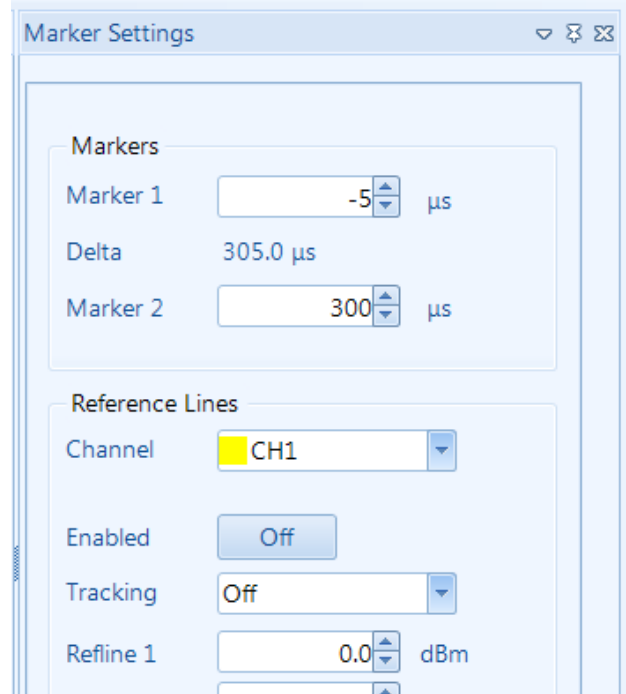 Marker Settings
Markers
Marker 1 -5 µs
Delta 305.0 µs
Marker 2 300 µs
Reference Lines
Channel CH1
Enabled Off
Tracking Off
Refline 1 0.0 dBm